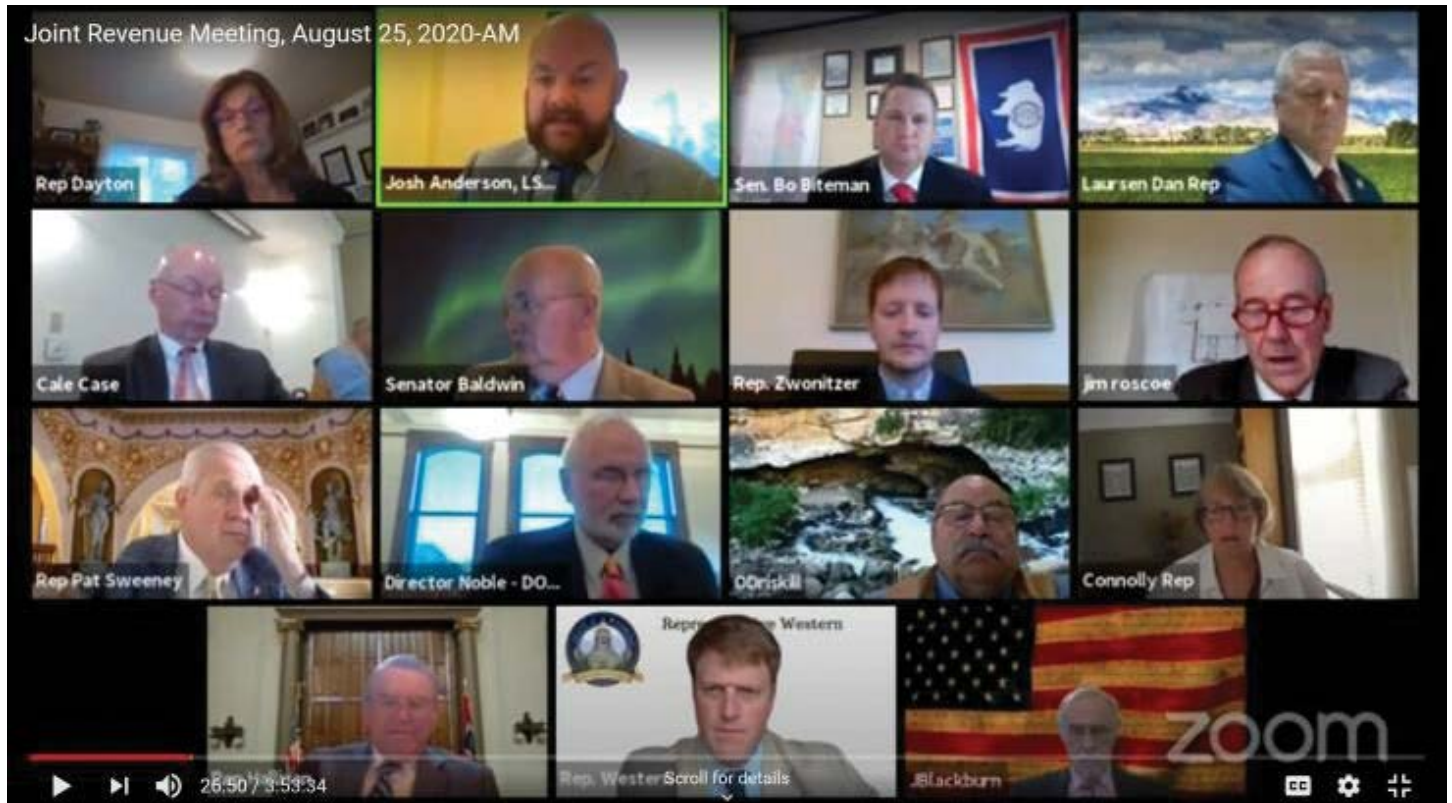 Joint Revenue Meeting, August 25, 2020-AM
Rep Dayton
Josh Anderson, LS...
Sen. Bo Biteman
Laursen Dan Rep
Cale Case
Senator Baldwin
Rep. Zwonitzer
jim roscoe
Rep Pat Sweeney
Director Noble - DO...
ODriskill
Connolly Rep
Western
Rep. Western
JBlackburn
zoom
26:50 / 3:53:34
Scroll for details
CC